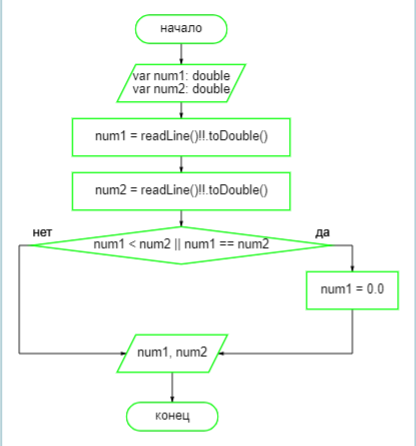 начало
var num1: double
var num2: double
num1 = readLine()!!.toDouble()
num2 = readLine()!!.toDouble()
нет
да
num1 < num2 || num1 == num2
num1 = 0.0
num1, num2
конец